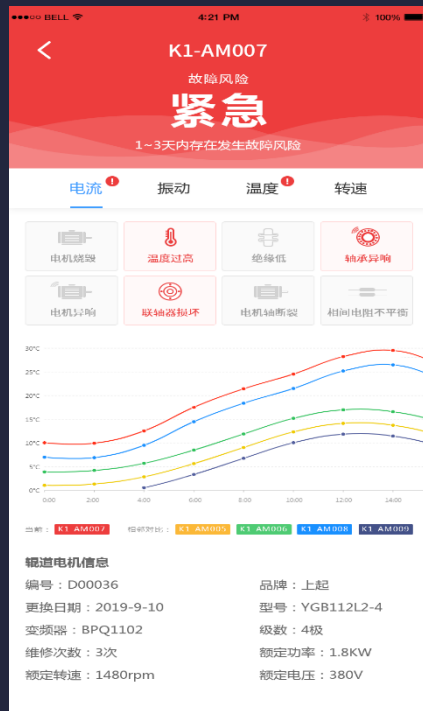 BELL 4:21 PM 100%
K1-AM007
故障风险
紧急
1~3天内存在发生故障风险
电流 振动 温度 转速
电机烧毁 温度过高 绝缘低 轴承异响
电机异响 联轴器损坏 电机轴断裂 相间电阻不平衡
30°C
25°C
20°C
15°C
10°C
5°C
0°C
0:00 2:00 4:00 6:00 8:00 10:00 12:00 14:00
当前： K1-AM007 相邻对比： K1-AM005 K1-AM006 K1-AM008 K1-AM009
辊道电机信息
编号：D00036 品牌：上起
更换日期：2019-9-10 型号：YGB112L2-4
变频器：BPQ1102 级数：4极
维修次数：3次 额定功率：1.8KW
额定转速：1480rpm 额定电压：380V